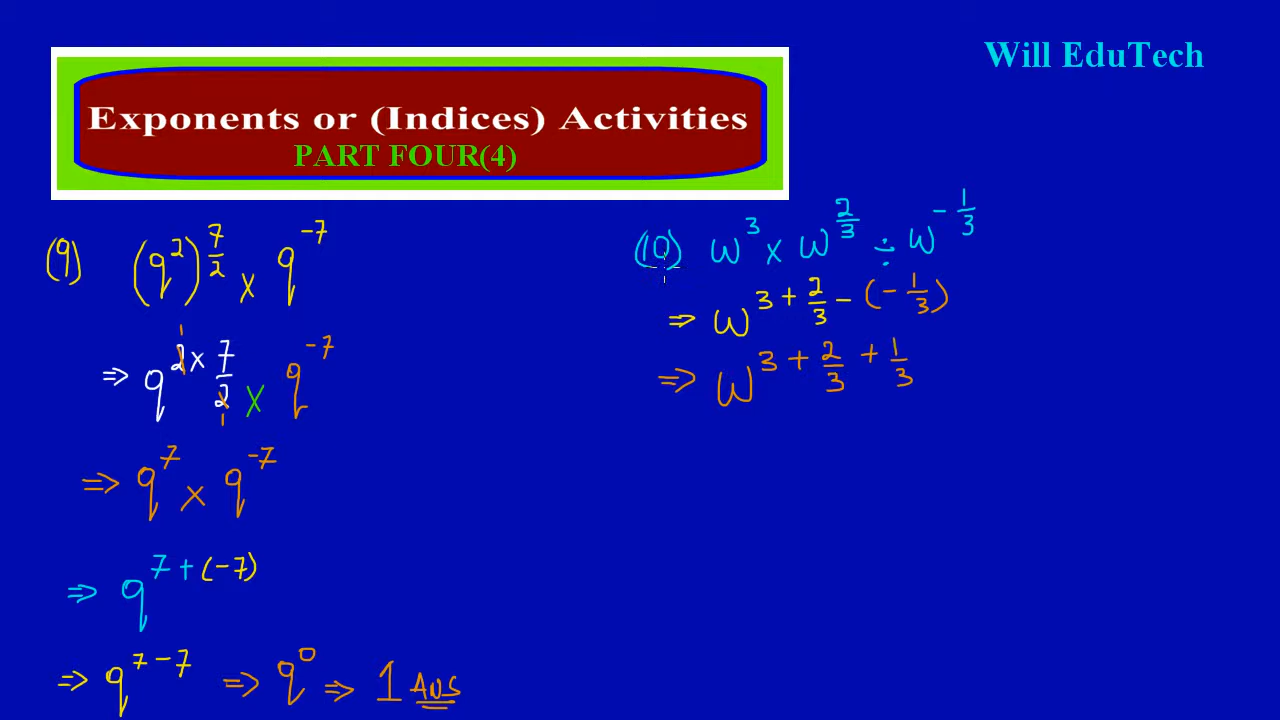 Will EduTech
Exponents or (Indices) Activities
PART FOUR(4)
(9) (q²)^(7/2) × q^(-7)
⇒ q^(2 × 7/2) × q^(-7)
⇒ q^7 × q^(-7)
⇒ q^(7 + (-7))
⇒ q^(7-7) ⇒ q^0 ⇒ 1 Ans
(10) w^3 × w^(2/3) ÷ w^(-1/3)
⇒ w^(3 + 2/3 - (-1/3))
⇒ w^(3 + 2/3 + 1/3)